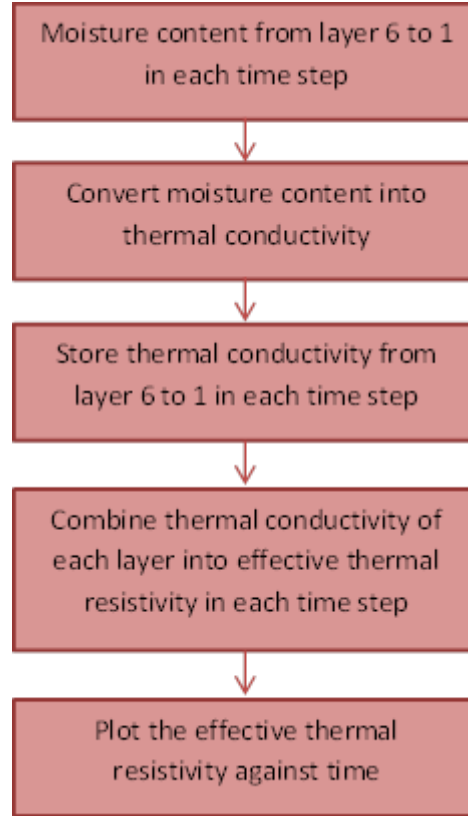 Moisture content from layer 6 to 1
in each time step
Convert moisture content into
thermal conductivity
Store thermal conductivity from
layer 6 to 1 in each time step
Combine thermal conductivity of
each layer into effective thermal
resistivity in each time step
Plot the effective thermal
resistivity against time